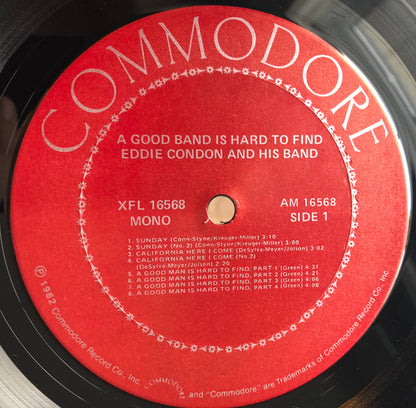 COMMODORE
A GOOD BAND IS HARD TO FIND
EDDIE CONDON AND HIS BAND
XFL 16568
MONO
AM 16568
SIDE 1
1. SUNDAY (Conn-Styne/Kreuger-Miller) 3:10
2. SUNDAY (No. 2) (Conn-Styne/Kruger-Miller) 3:00
3. CALIFORNIA HERE I COME (DeSylva-Meyer/Jolson) 3:02
4. CALIFORNIA HERE I COME (No.2)
(DeSylva-Meyer/Jolson) 2:20
5. A GOOD MAN IS HARD TO FIND, PART 1 (Green) 4:31
6. A GOOD MAN IS HARD TO FIND, PART 2 (Green) 4:21
7. A GOOD MAN IS HARD TO FIND, PART 3 (Green) 4:06
8. A GOOD MAN IS HARD TO FIND, PART 4 (Green) 4:08
℗ 1982 Commodore Record Co., Inc. COMMODORE and "Commodore" are Trademarks of Commodore Record Co. Inc.